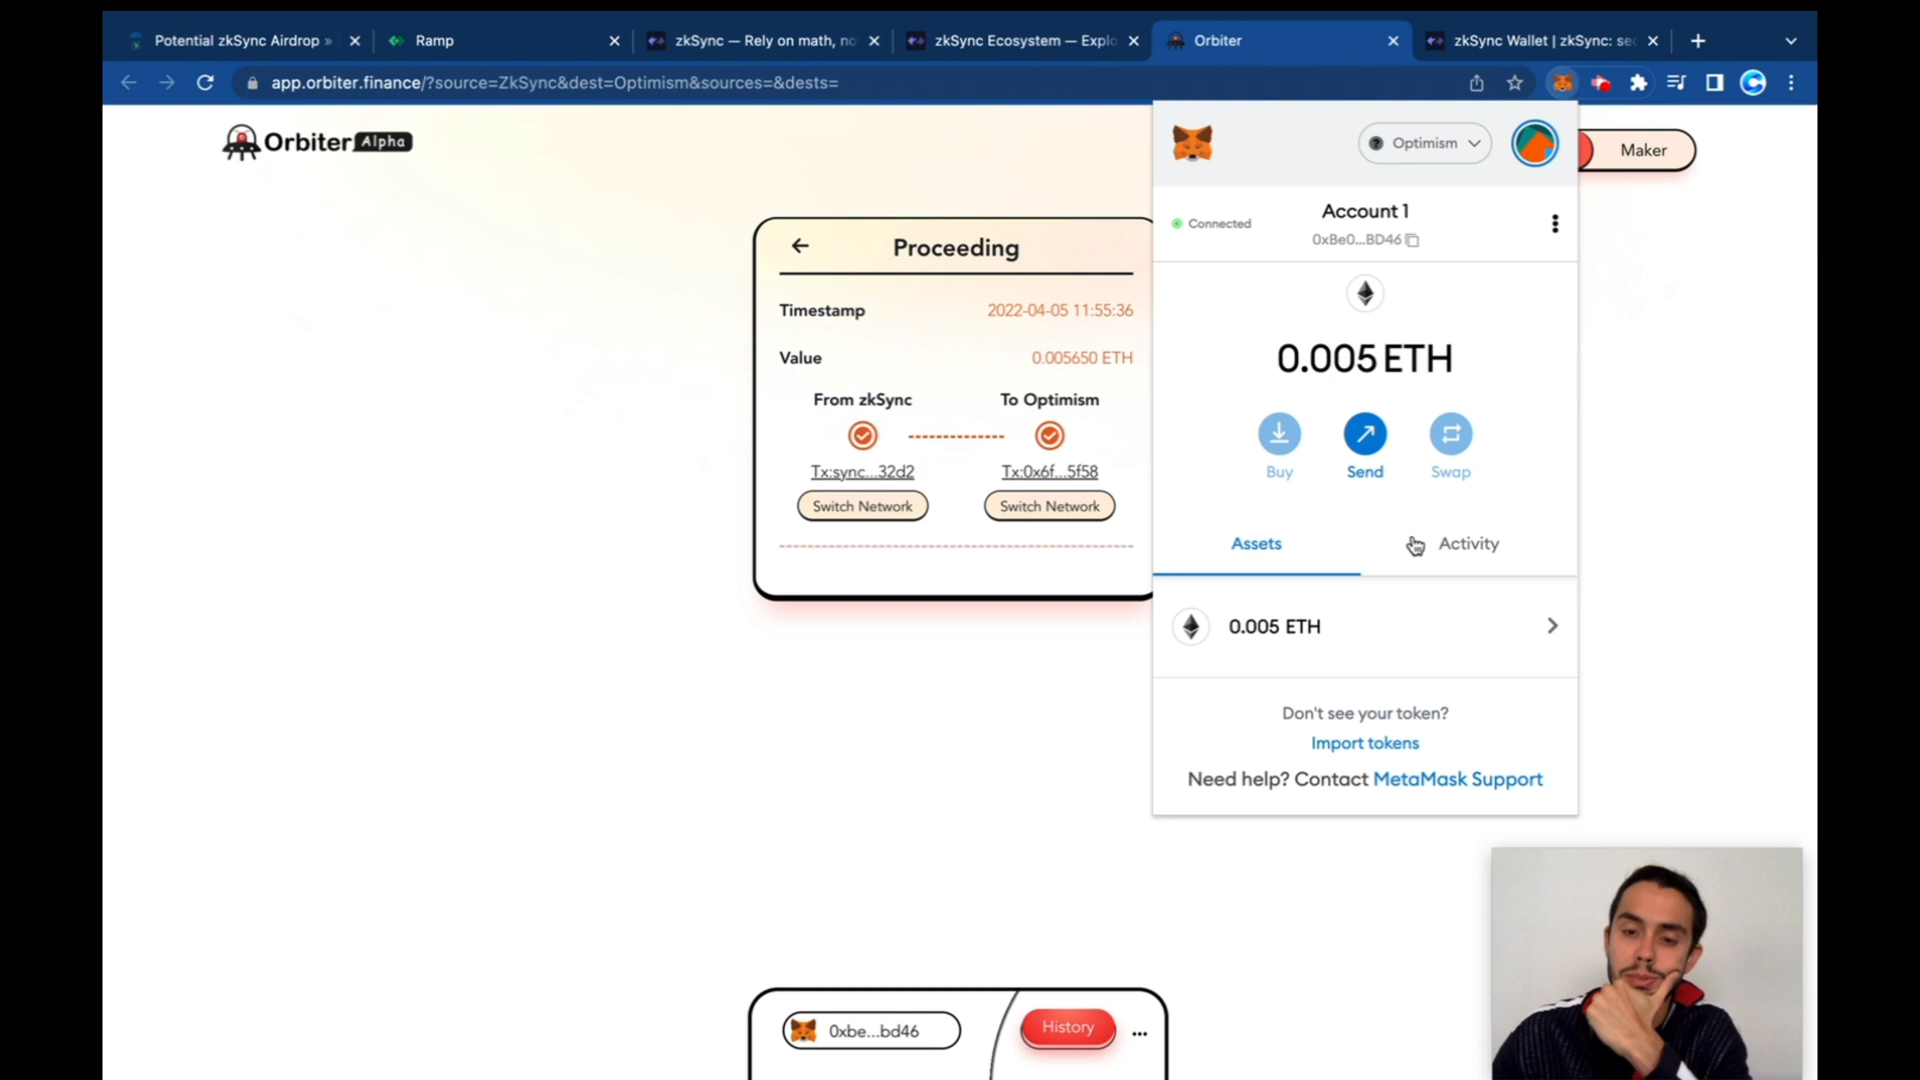 Potential zkSync Airdrop »
Ramp
zkSync — Rely on math, no
zkSync Ecosystem — Explo
Orbiter
zkSync Wallet | zkSync: sec
app.orbiter.finance/?source=ZkSync&dest=Optimism&sources=&dests=
Orbiter Alpha
Maker
Proceeding
Timestamp 2022-04-05 11:55:36
Value 0.005650 ETH
From zkSync To Optimism
Tx:sync...32d2 Tx:0x6f...5f58
Switch Network Switch Network
Optimism
Connected
Account 1
0xBe0...BD46
0.005 ETH
Buy Send Swap
Assets Activity
0.005 ETH
Don't see your token?
Import tokens
Need help? Contact MetaMask Support
0xbe...bd46
History